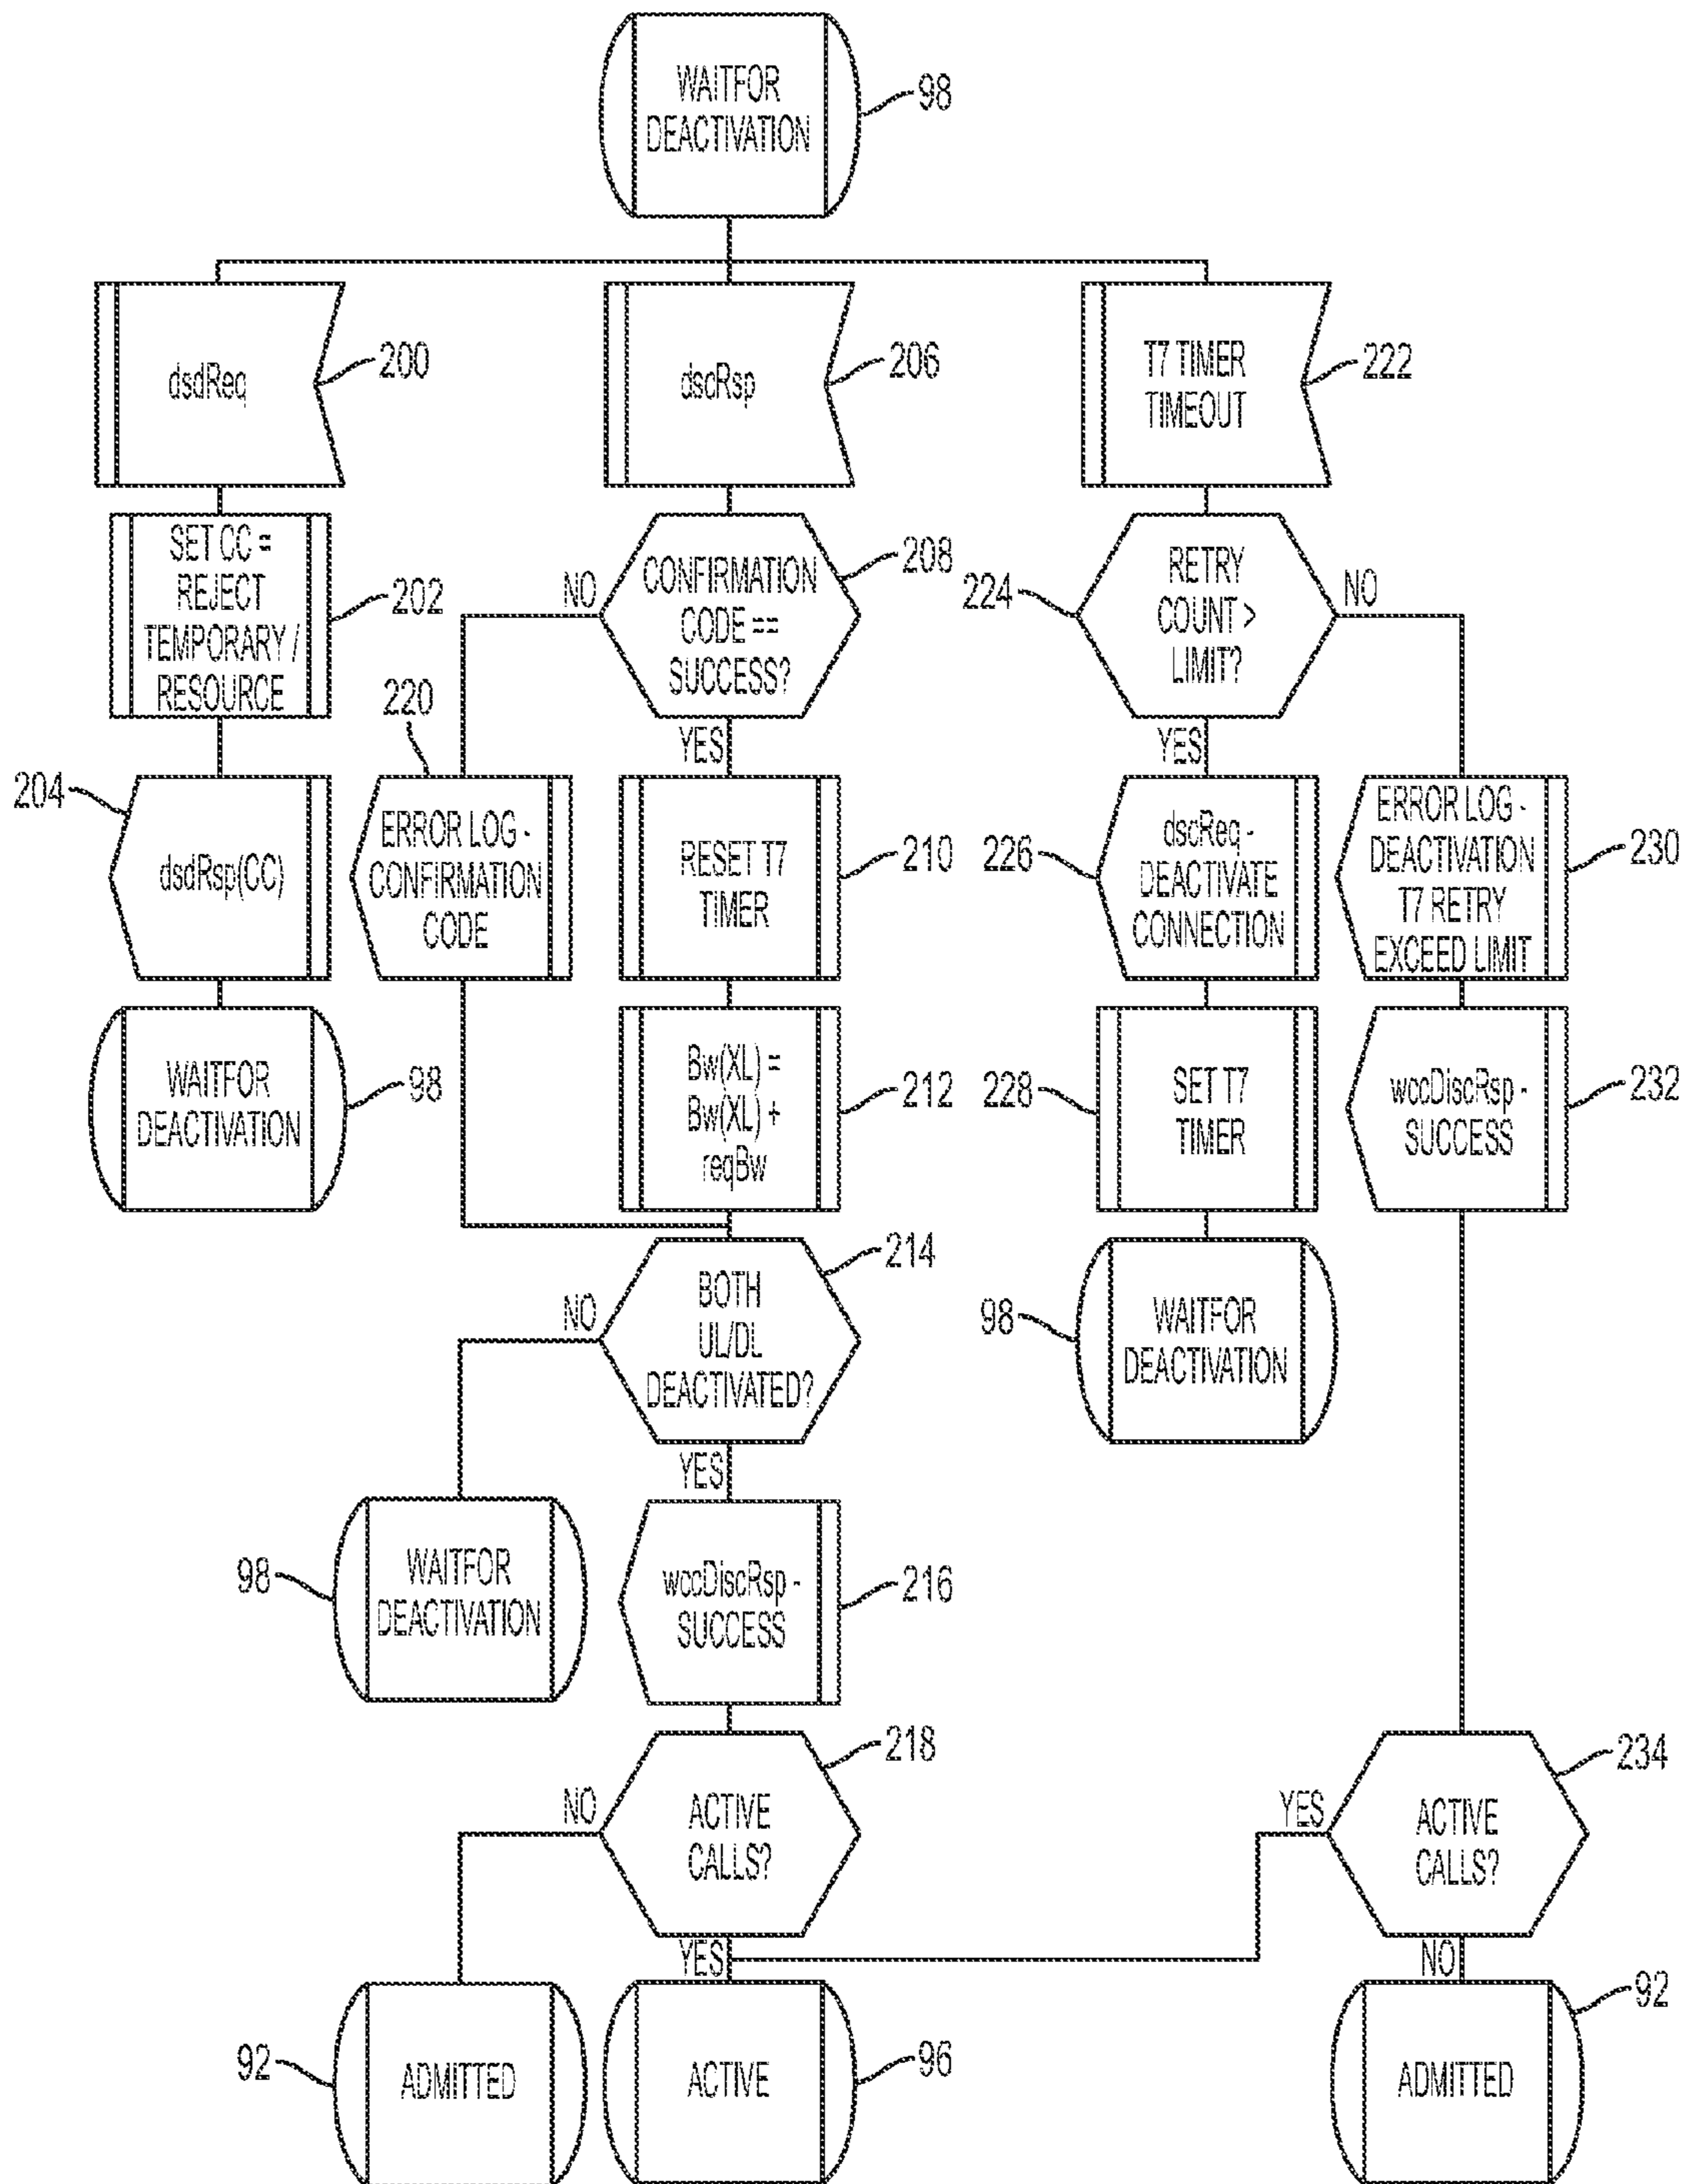 WAITFOR
DEACTIVATION
98
dsdReq
200
dscRsp
206
T7 TIMER
TIMEOUT
222
SET CC =
REJECT
TEMPORARY /
RESOURCE
202
NO
CONFIRMATION
CODE ==
SUCCESS?
208
YES
224
RETRY
COUNT >
LIMIT?
NO
YES
204
dsdRsp(CC)
220
ERROR LOG -
CONFIRMATION
CODE
RESET T7
TIMER
210
226
dscReq -
DEACTIVATE
CONNECTION
ERROR LOG -
DEACTIVATION
T7 RETRY
EXCEED LIMIT
230
WAITFOR
DEACTIVATION
98
Bw(XL) =
Bw(XL) +
reqBw
212
228
SET T7
TIMER
wccDiscRsp -
SUCCESS
232
NO
BOTH
UL/DL
DEACTIVATED?
214
YES
98
WAITFOR
DEACTIVATION
98
WAITFOR
DEACTIVATION
wccDiscRsp -
SUCCESS
216
NO
ACTIVE
CALLS?
218
YES
YES
ACTIVE
CALLS?
234
NO
92
ADMITTED
ACTIVE
96
ADMITTED
92